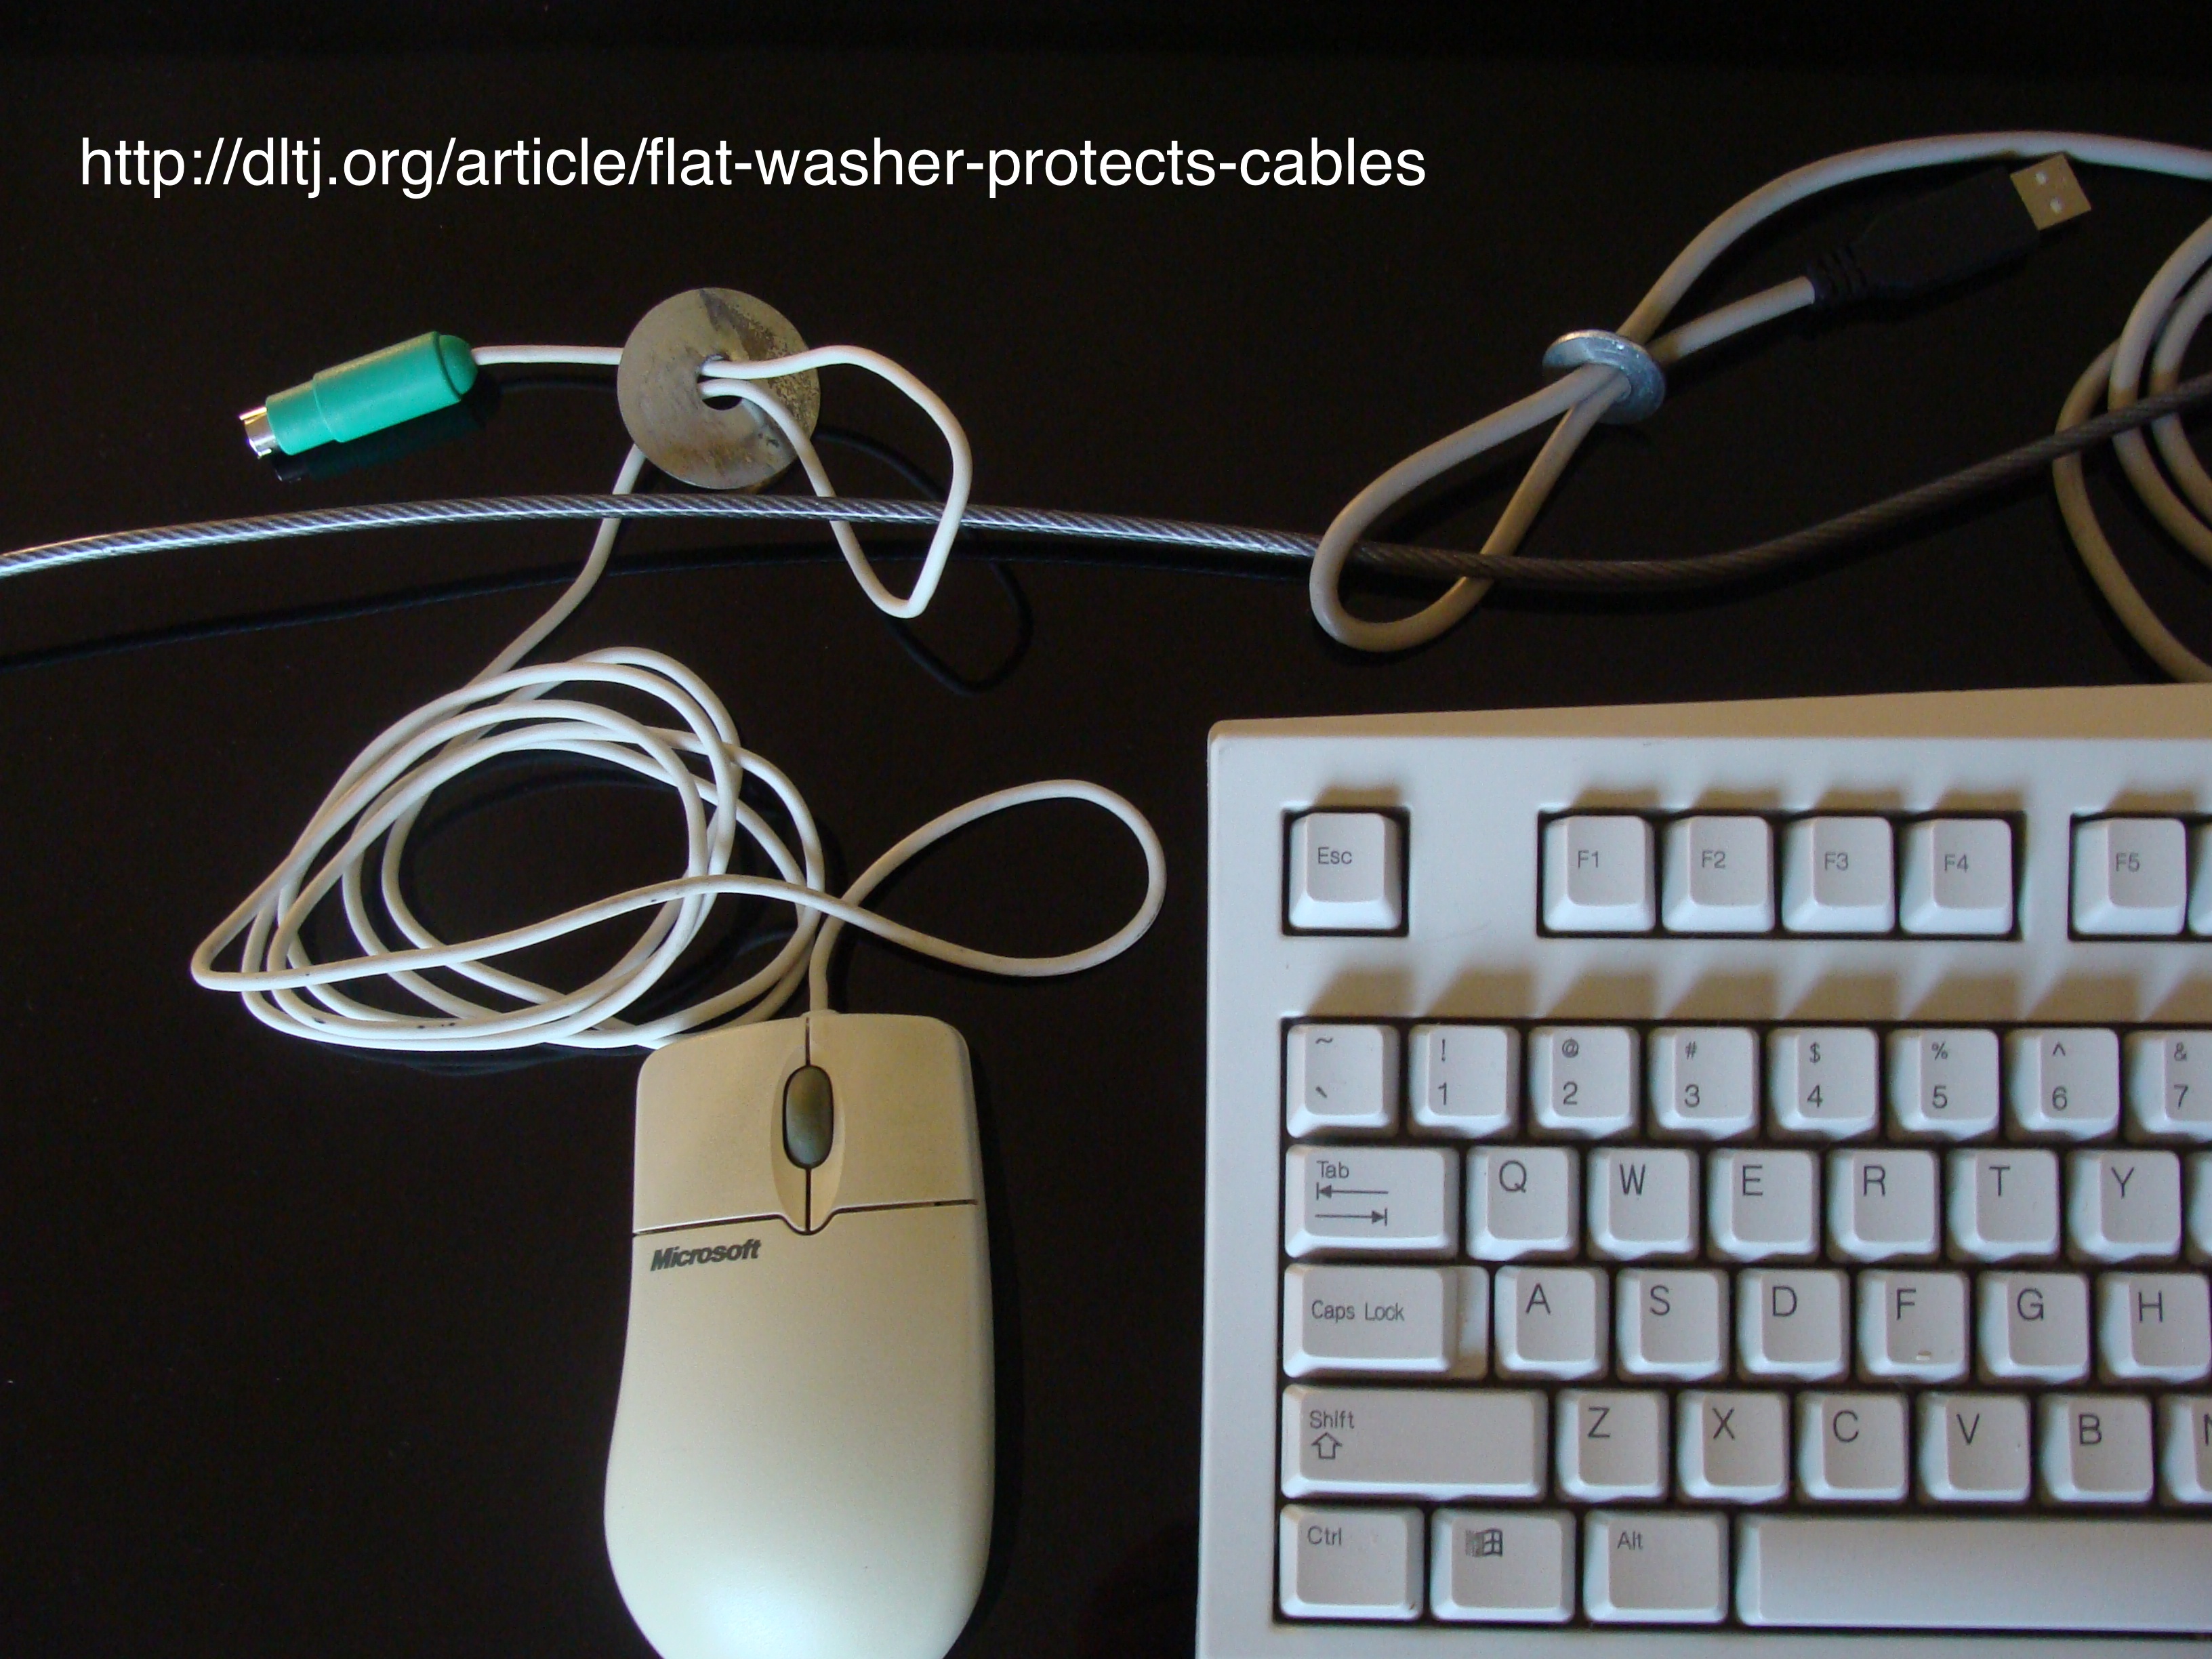 http://dltj.org/article/flat-washer-protects-cables
Esc F1 F2 F3 F4 F5
~ ! @ # $ % ^ &
` 1 2 3 4 5 6 7
Tab Q W E R T Y
Caps Lock A S D F G H
Microsoft
Shift Z X C V B
Ctrl Alt